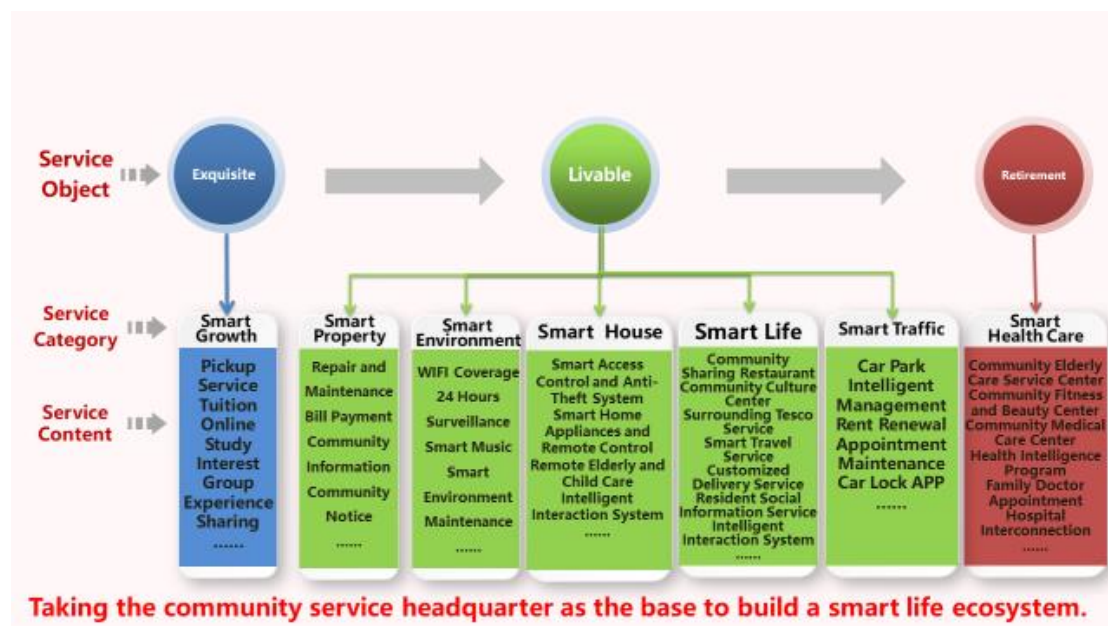 Service
Object
Exquisite
Livable
Retirement
Service
Category
Smart
Growth
Smart
Property
Smart
Environment
Smart House
Smart Life
Smart Traffic
Smart
Health Care
Service
Content
Pickup
Service
Tuition
Online
Study
Interest
Group
Experience
Sharing
......
Repair and
Maintenance
Bill Payment
Community
Information
Community
Notice
......
WIFI Coverage
24 Hours
Surveillance
Smart Music
Smart
Environment
Maintenance
......
Smart Access
Control and Anti-
Theft System
Smart Home
Appliances and
Remote Control
Remote Elderly and
Child Care
Intelligent
Interaction System
......
Community
Sharing Restaurant
Community Culture
Center
Surrounding Tesco
Service
Smart Travel
Service
Customized
Delivery Service
Resident Social
Information Service
Intelligent
Interaction System
......
Car Park
Intelligent
Management
Rent Renewal
Appointment
Maintenance
Car Lock APP
......
Community Elderly
Care Service Center
Community Fitness
and Beauty Center
Community Medical
Care Center
Health Intelligence
Program
Family Doctor
Appointment
Hospital
Interconnection
......
Taking the community service headquarter as the base to build a smart life ecosystem.